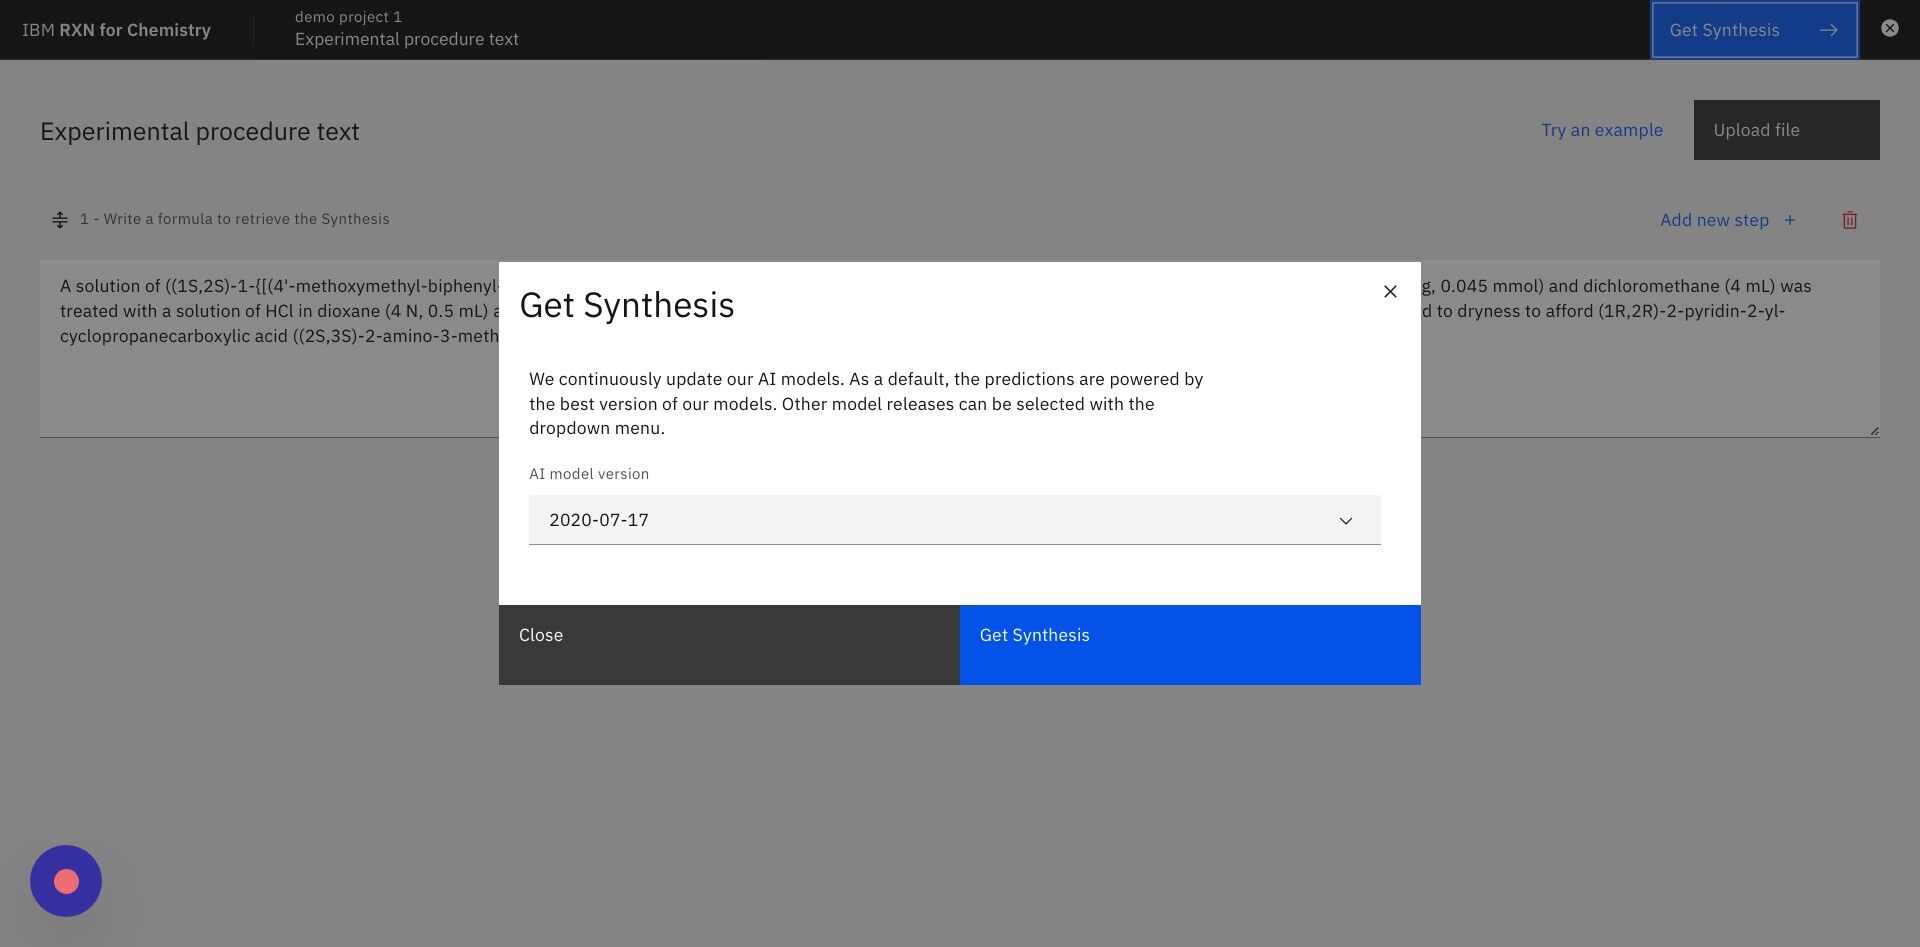 IBM RXN for Chemistry
demo project 1
Experimental procedure text
Get Synthesis
Experimental procedure text
Try an example
Upload file
1 - Write a formula to retrieve the Synthesis
Add new step +
A solution of ((1S,2S)-1-{[(4'-methoxymethyl-biphenyl- g, 0.045 mmol) and dichloromethane (4 mL) was
treated with a solution of HCl in dioxane (4 N, 0.5 mL) a d to dryness to afford (1R,2R)-2-pyridin-2-yl-
cyclopropanecarboxylic acid ((2S,3S)-2-amino-3-meth
Get Synthesis
We continuously update our AI models. As a default, the predictions are powered by
the best version of our models. Other model releases can be selected with the
dropdown menu.
AI model version
2020-07-17
Close
Get Synthesis